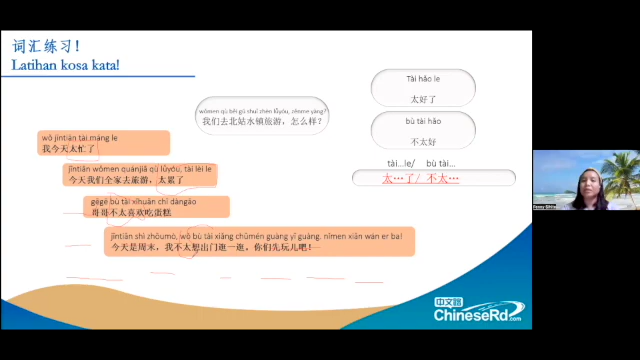 词汇练习！
Latihan kosa kata!
wǒmen qù běi gū shuǐ zhèn lǚyóu, zěnme yàng?
我们去北姑水镇旅游，怎么样？
Tài hǎo le
太好了
bù tài hǎo
不太好
tài...le/ bù tài...
太…了/ 不太…
wǒ jīntiān tài máng le
我今天太忙了
jīntiān wǒmen quánjiā qù lǚyóu, tài lèi le
今天我们全家去旅游，太累了
gēgē bù tài xǐhuān chī dàngāo
哥哥不太喜欢吃蛋糕
jīntiān shì zhōumò, wǒ bù tài xiǎng chūmén guàng yī guàng. nǐmen xiān wán er ba!
今天是周末，我不太想出门逛一逛。你们先玩儿吧！
中文路
ChineseRd.com